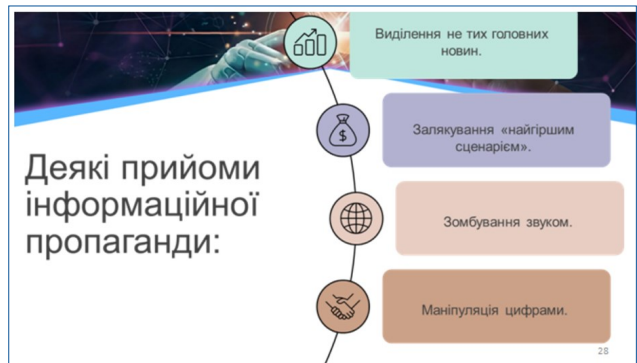 Виділення не тих головних
новин.
Залякування «найгіршим
сценарієм».
Деякі прийоми
інформаційної
пропаганди:
Зомбування звуком.
Маніпуляція цифрами.
28